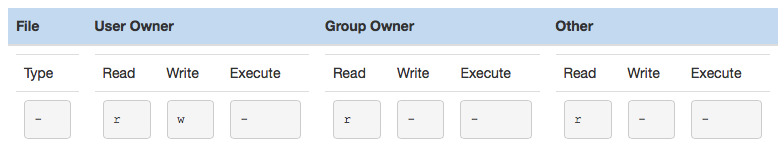 File User Owner Group Owner Other
Type Read Write Execute Read Write Execute Read Write Execute
- r w - r - - r - -